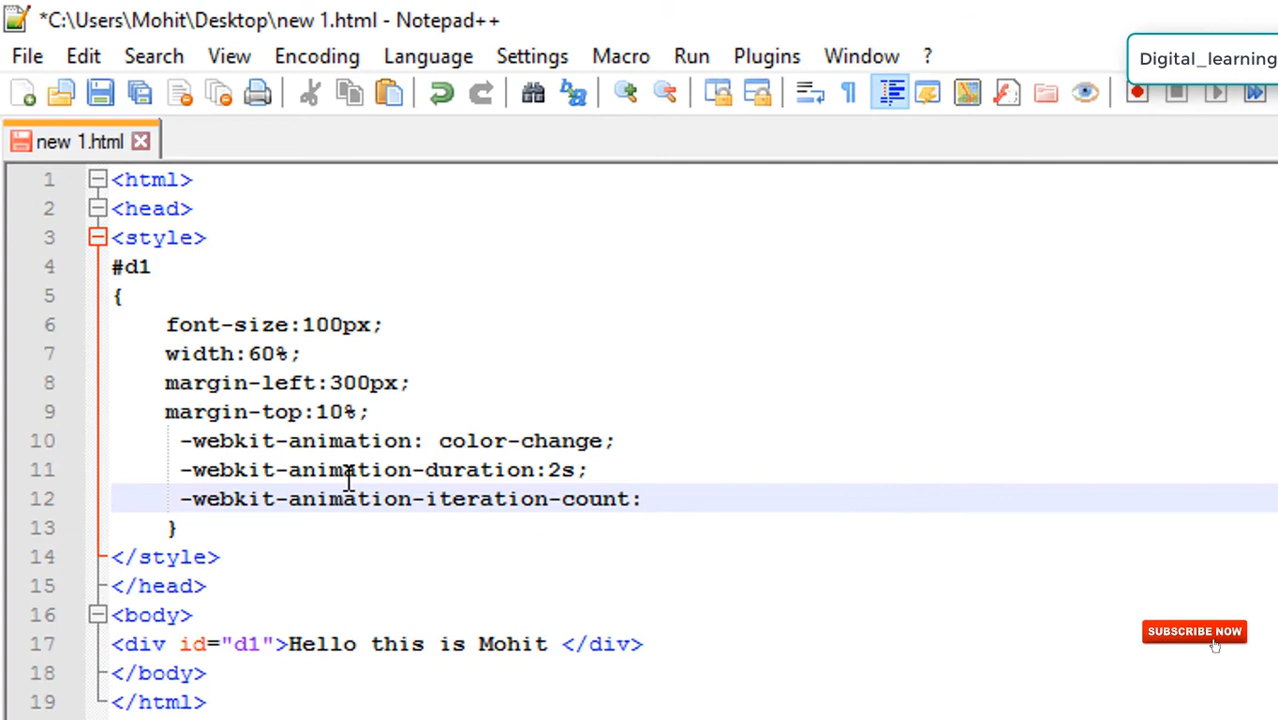 *C:\Users\Mohit\Desktop\new 1.html - Notepad++
File Edit Search View Encoding Language Settings Macro Run Plugins Window ?
Digital_learning
new 1.html
1 <html>
2 <head>
3 <style>
4 #d1
5 {
6 font-size:100px;
7 width:60%;
8 margin-left:300px;
9 margin-top:10%;
10 -webkit-animation: color-change;
11 -webkit-animation-duration:2s;
12 -webkit-animation-iteration-count:
13 }
14 </style>
15 </head>
16 <body>
SUBSCRIBE NOW
17 <div id="d1">Hello this is Mohit </div>
18 </body>
19 </html>